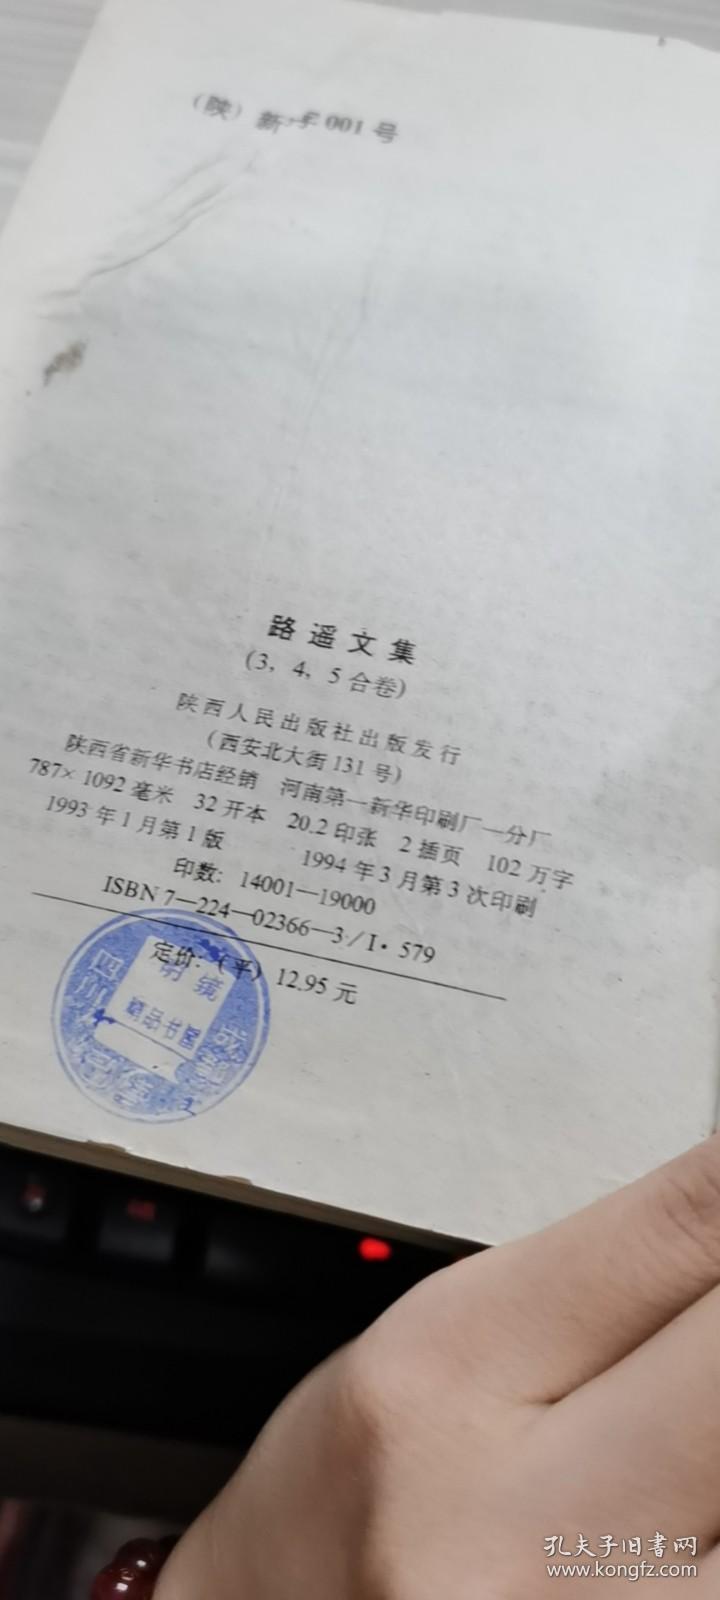 (陕)新字001号
路遥文集
(3,4,5合卷)
陕西人民出版社出版发行
(西安北大街131号)
陕西省新华书店经销 河南第一新华印刷厂一分厂
787×1092毫米 32开本 20.2印张 2插页 102万字
1993年1月第1版 1994年3月第3次印刷
印数:14001—19000
ISBN 7—224—02366—3/I·579
定价:(平)12.95元
精品书屋
孔夫子旧书网
www.kongfz.com